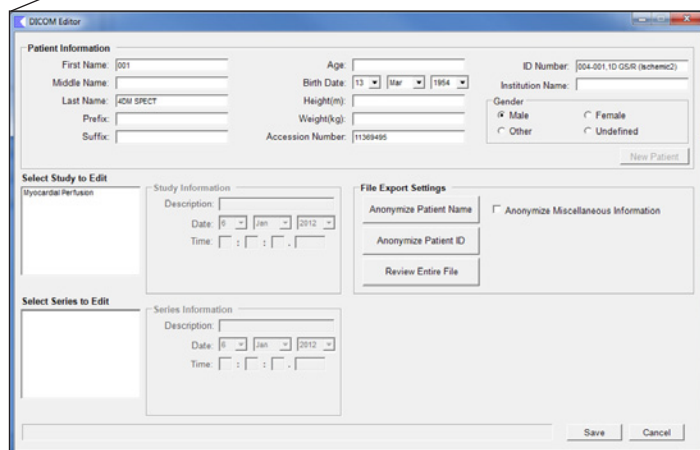 DICOM Editor
Patient Information
First Name: 001
Age:
ID Number: 004-001,1D GS/R (Ischemic2)
Middle Name:
Birth Date: 13 Mar 1954
Institution Name:
Last Name: 4DM SPECT
Height(m)
Gender
Prefix:
Weight(kg):
Male
Female
Suffix:
Accession Number: 11369495
Other
Undefined
New Patient
Select Study to Edit
Myocardial Perfusion
Study Information
Description:
Date: 6 Jan 2012
Time: : : .
File Export Settings
Anonymize Patient Name
Anonymize Miscellaneous Information
Anonymize Patient ID
Review Entire File
Select Series to Edit
Series Information
Description:
Date: 6 Jan 2012
Time: : : .
Save
Cancel